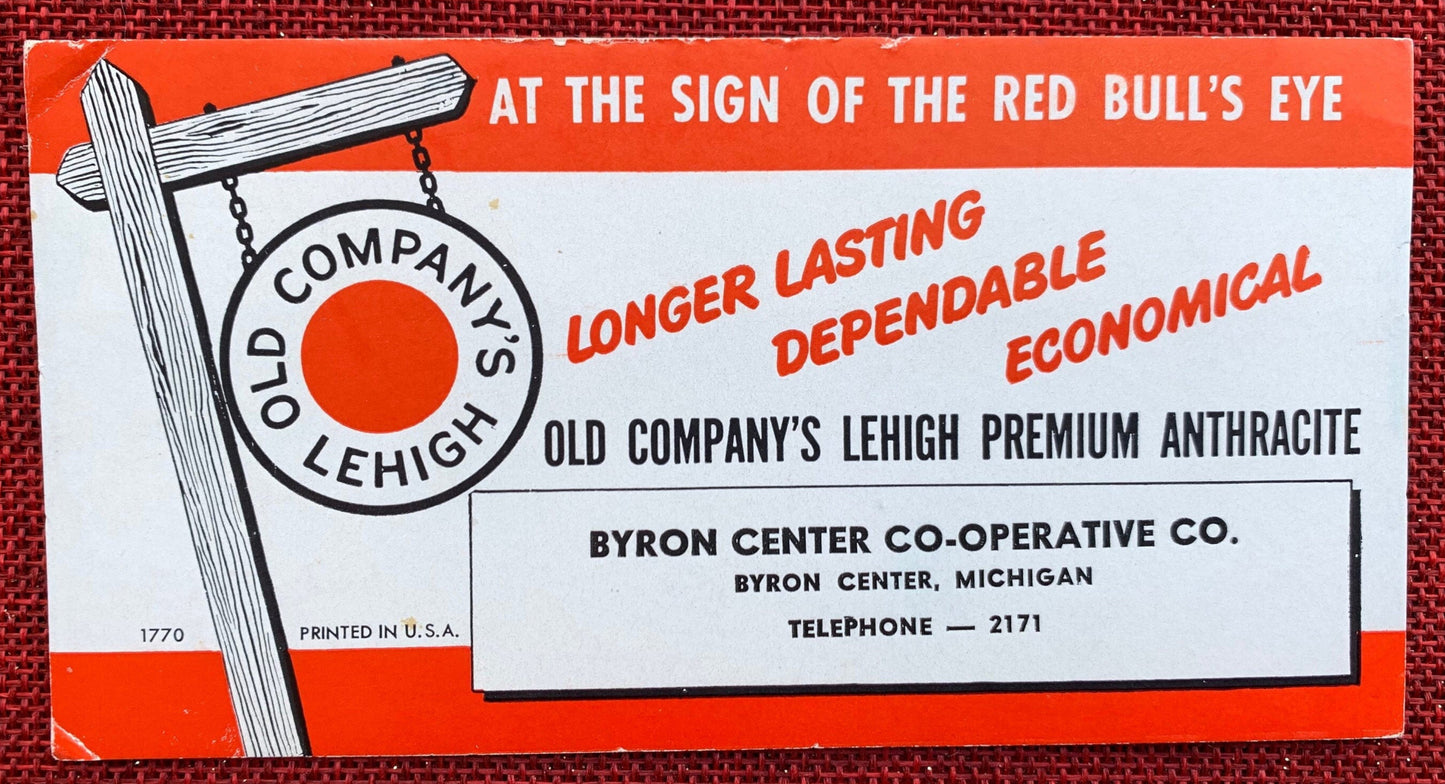 AT THE SIGN OF THE RED BULL'S EYE
OLD COMPANY'S
LEHIGH
LONGER LASTING
DEPENDABLE
ECONOMICAL
OLD COMPANY'S LEHIGH PREMIUM ANTHRACITE
BYRON CENTER CO-OPERATIVE CO.
BYRON CENTER, MICHIGAN
TELEPHONE — 2171
1770
PRINTED IN U.S.A.